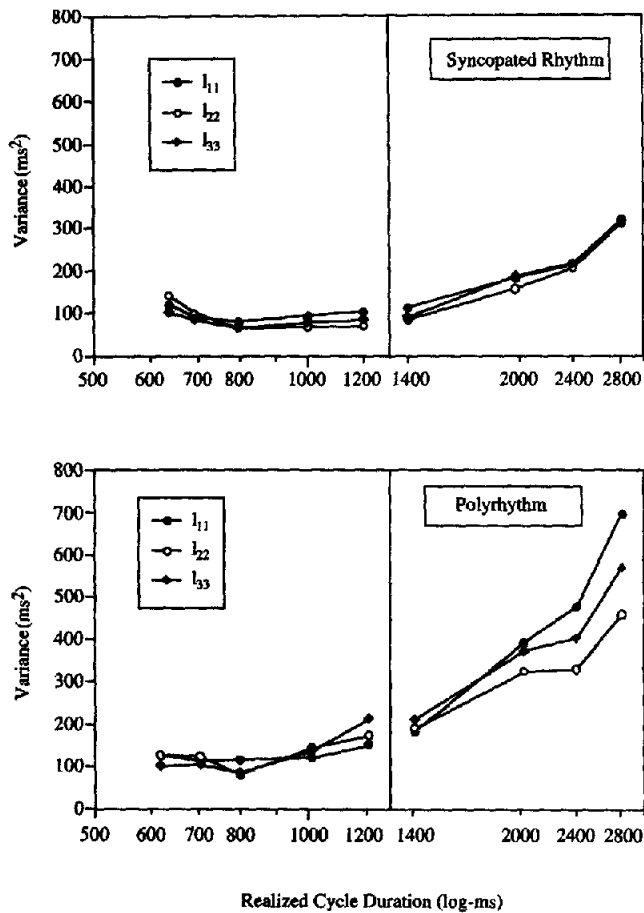 800
700
600
500
400
300
200
100
0
Variance (ms²)
I₁₁
I₂₂
I₃₃
Syncopated Rhythm
500 600 700 800 1000 1200 1400 2000 2400 2800
800
700
600
500
400
300
200
100
0
Variance (ms²)
I₁₁
I₂₂
I₃₃
Polyrhythm
500 600 700 800 1000 1200 1400 2000 2400 2800
Realized Cycle Duration (log-ms)